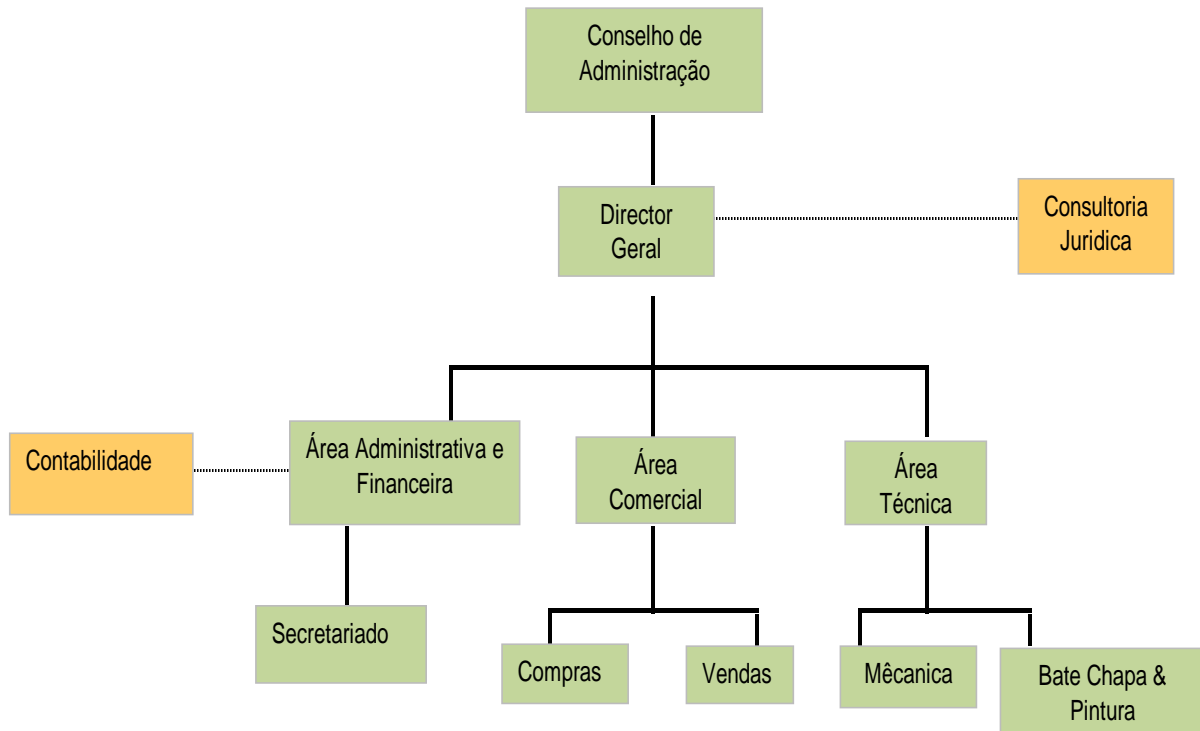 Conselho de
Administração
Director
Geral
Consultoria
Juridica
Contabilidade
Área Administrativa e
Financeira
Área
Comercial
Área
Técnica
Secretariado
Compras
Vendas
Mêcanica
Bate Chapa &
Pintura